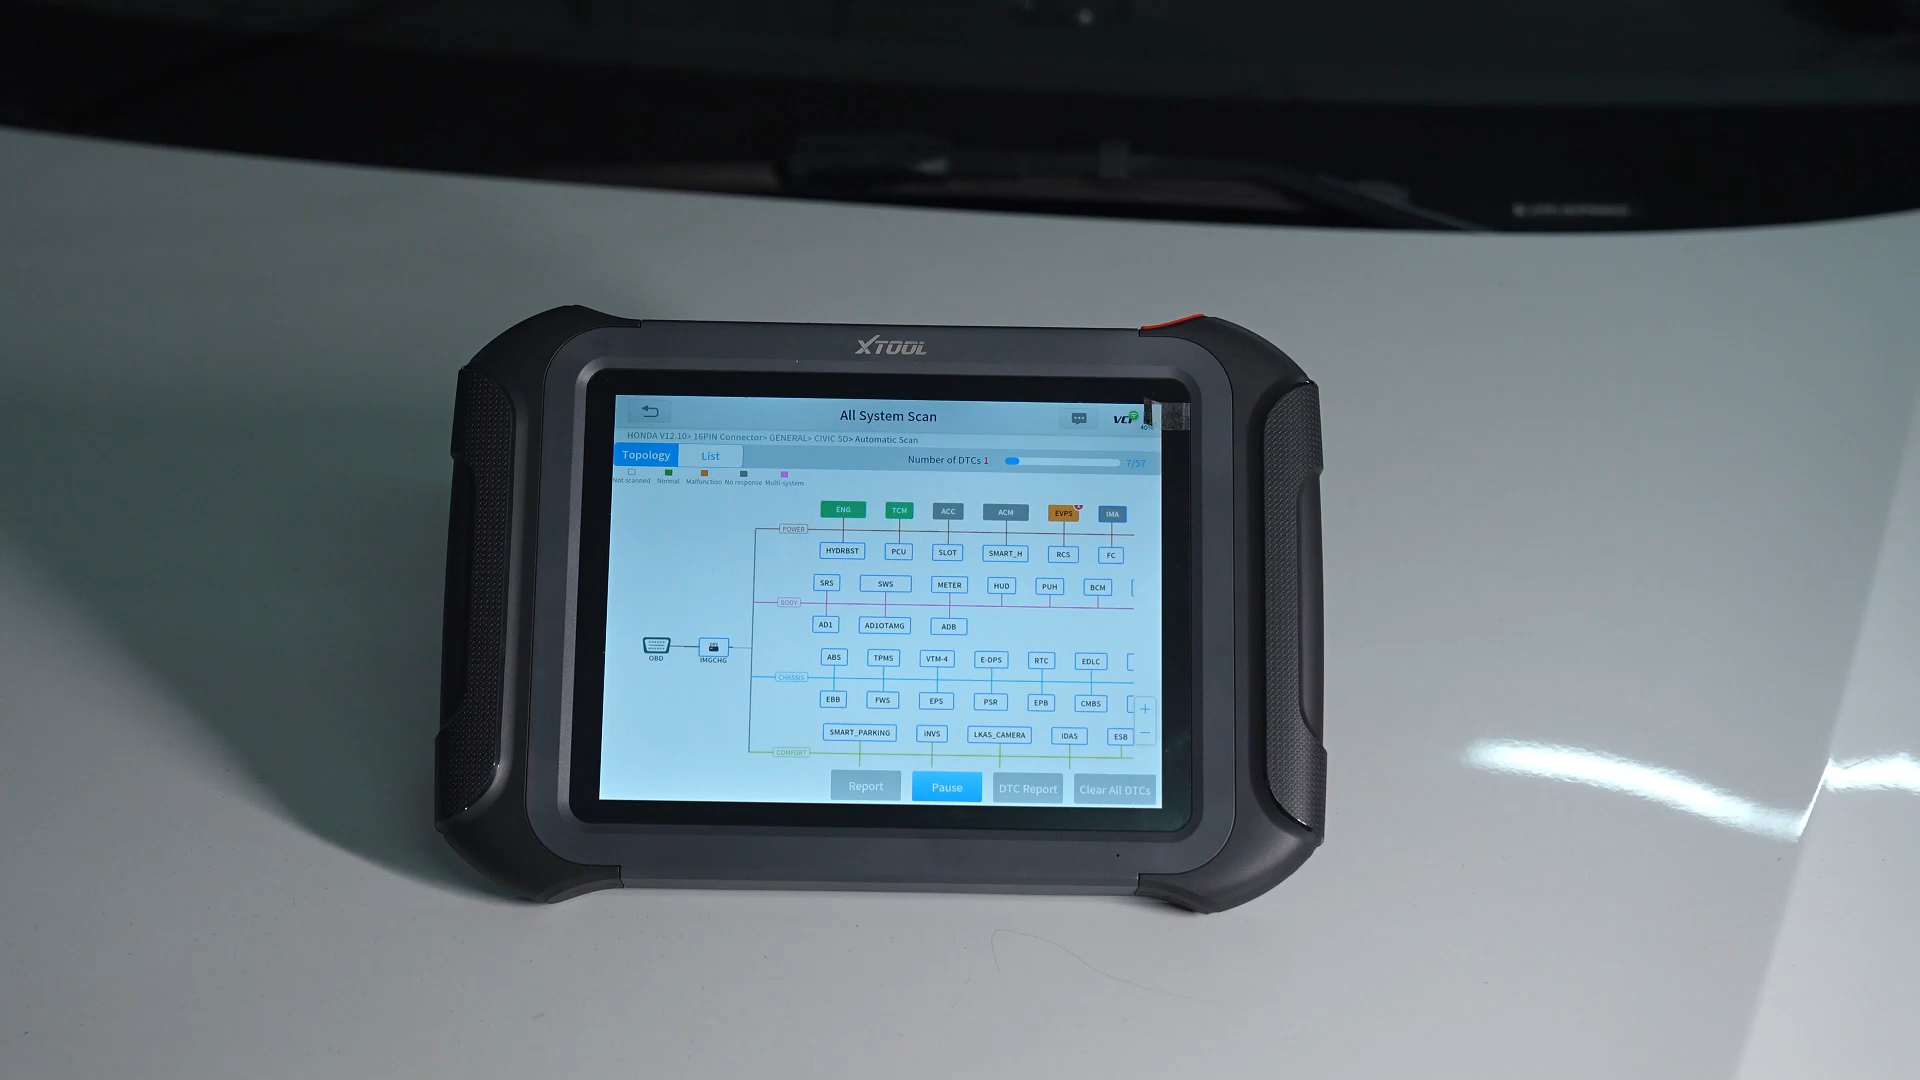 XTOOL
All System Scan
VCI
40%
HONDA V12.10> 16PIN Connector> GENERAL> CIVIC 5D> Automatic Scan
Topology List Number of DTCs 1 7/57
Not scanned Normal Malfunction No response Multi-system
ENG TCM ACC ACM EVPS IMA
POWER
HYDRBST PCU SLOT SMART_H RCS FC
SRS SWS METER HUD PUH BCM
BODY
AD1 AD1OTAMG ADB
OBD IMGCHG
ABS TPMS VTM-4 E-DPS RTC EDLC
CHASSIS
EBB FWS EPS PSR EPB CMBS
SMART_PARKING iNVS LKAS_CAMERA IDAS ESB
COMFORT
Report Pause DTC Report Clear All DTCs